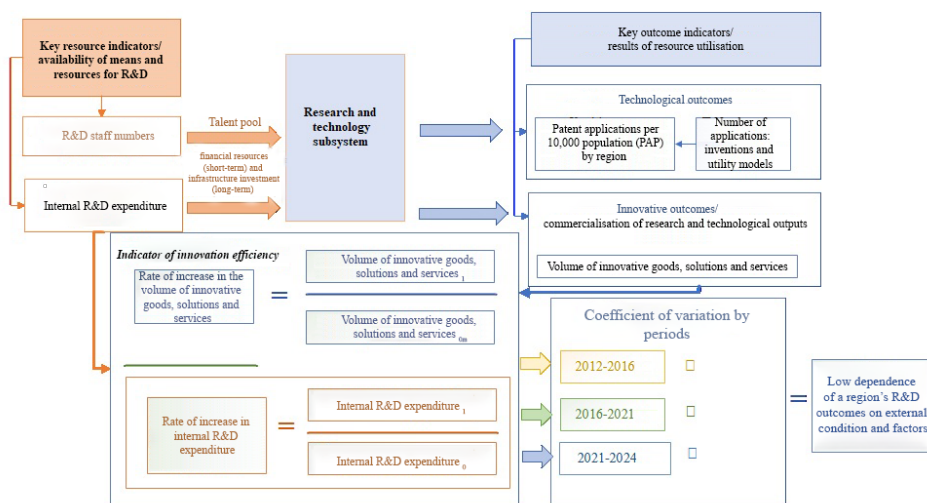 Key resource indicators/
availability of means and
resources for R&D
R&D staff numbers
Internal R&D expenditure
Talent pool
financial resources
(short-term) and
infrastructure investment
(long-term)
Research and
technology
subsystem
Key outcome indicators/
results of resource utilisation
Technological outcomes
Patent applications per
10,000 population (PAP)
by region
Number of
applications:
inventions and
utility models
Innovative outcomes/
commercialisation of research and technological outputs
Volume of innovative goods, solutions and services
Indicator of innovation efficiency
Rate of increase in the
volume of innovative
goods, solutions and
services
=
Volume of innovative goods,
solutions and services 1
Volume of innovative goods,
solutions and services 0m
Rate of increase in
internal R&D
expenditure
=
Internal R&D expenditure 1
Internal R&D expenditure 0
Coefficient of variation by
periods
2012-2016
2016-2021
2021-2024
=
Low dependence
of a region's R&D
outcomes on external
condition and factors